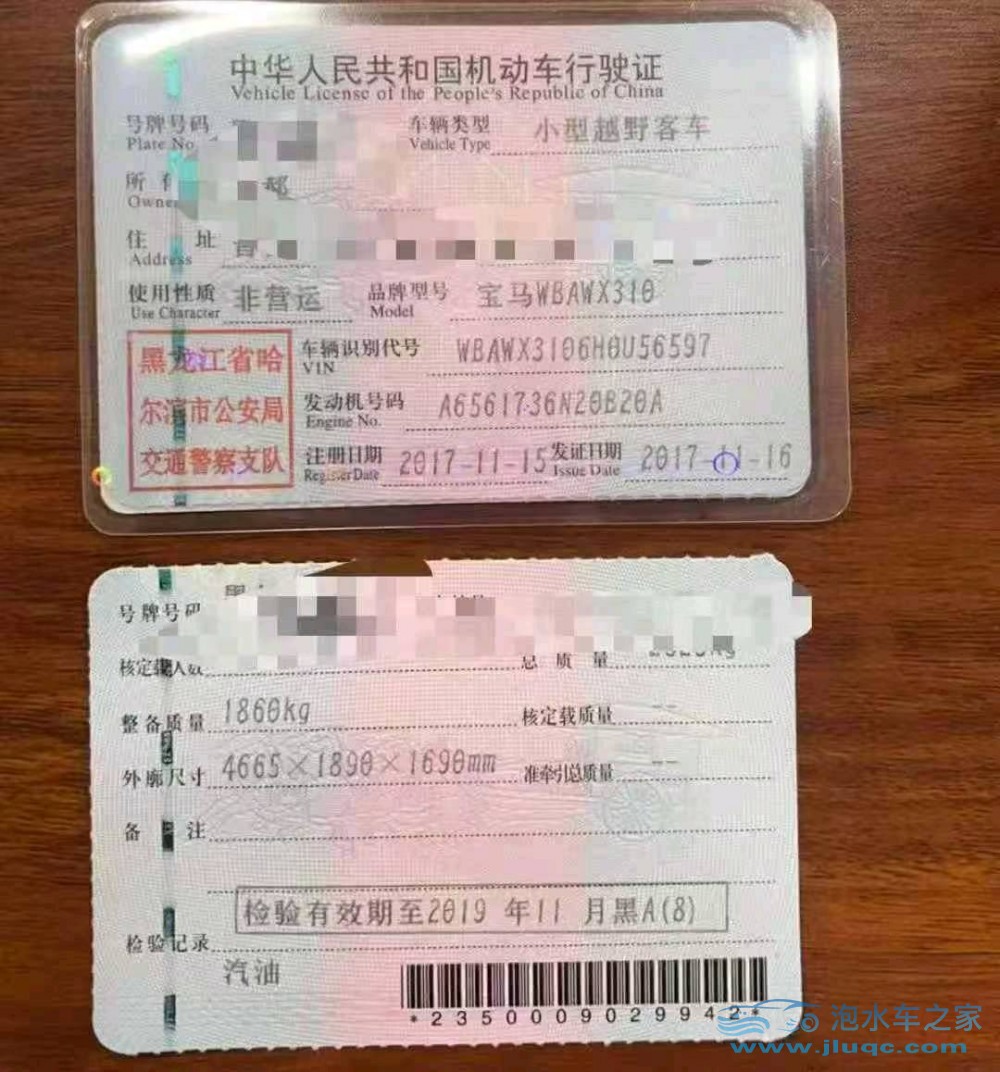 中华人民共和国机动车行驶证
Vehicle License of the People's Republic of China
号牌号码 车辆类型 小型越野客车
Plate No. Vehicle Type
所
Owner
住 址
Address
使用性质 非营运 品牌型号 宝马WBAWX310
Use Character Model
黑龙江省哈
尔滨市公安局
交通警察支队
车辆识别代号 WBAWX3106H0U56597
VIN
发动机号码 A6561736N20B20A
Engine No.
注册日期 2017-11-15 发证日期 2017-11-16
Register Date Issue Date
号牌号码
核定载人数 总质量
整备质量 1860kg 核定载质量 --
外廓尺寸 4665×1890×1690mm 准牵引总质量 --
备 注
检验有效期至2019 年11 月黑A(8)
检验记录
汽油
*2350009029942*
泡水车之家
www.jluqc.com